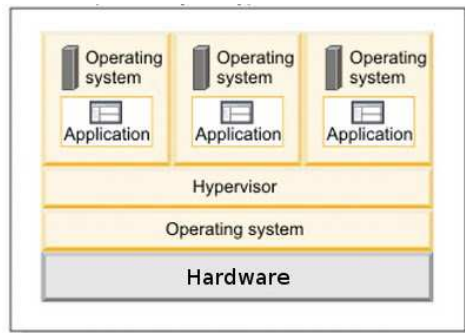 Operating
system
Application
Operating
system
Application
Operating
system
Application
Hypervisor
Operating system
Hardware